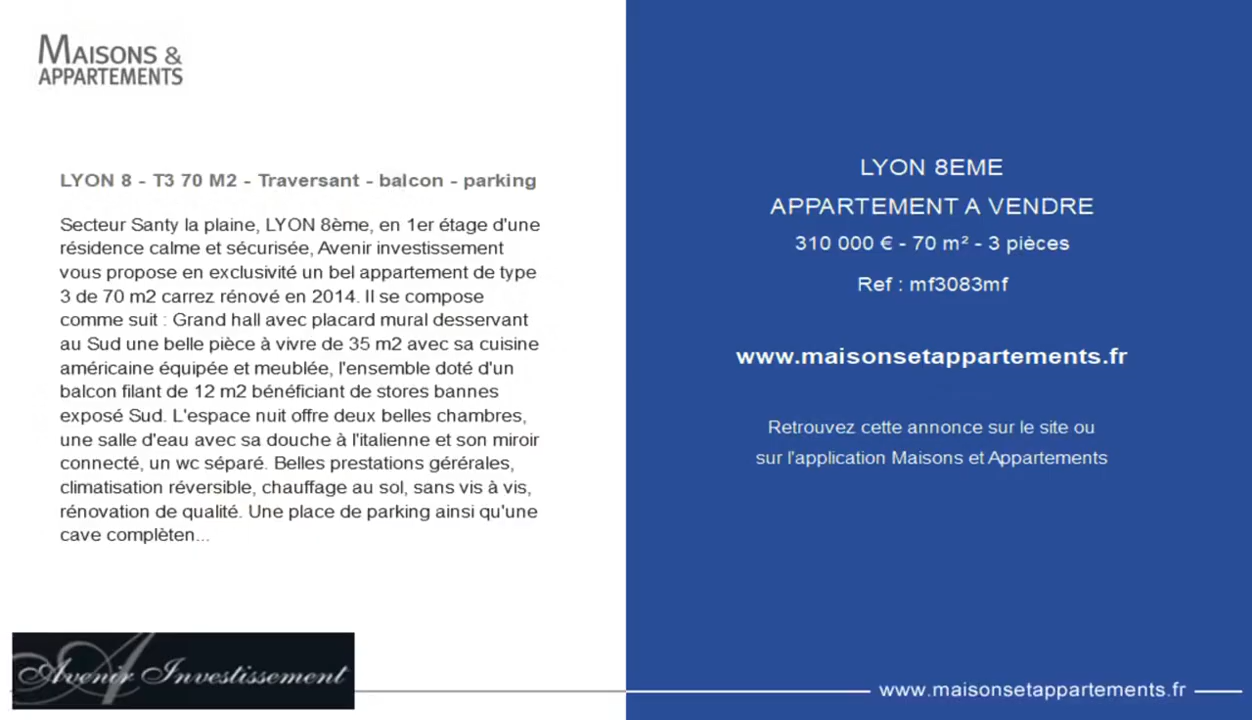 MAISONS &
APPARTEMENTS
LYON 8 - T3 70 M2 - Traversant - balcon - parking
Secteur Santy la plaine, LYON 8ème, en 1er étage d'une
résidence calme et sécurisée, Avenir investissement
vous propose en exclusivité un bel appartement de type
3 de 70 m2 carrez rénové en 2014. Il se compose
comme suit : Grand hall avec placard mural desservant
au Sud une belle pièce à vivre de 35 m2 avec sa cuisine
américaine équipée et meublée, l'ensemble doté d'un
balcon filant de 12 m2 bénéficiant de stores bannes
exposé Sud. L'espace nuit offre deux belles chambres,
une salle d'eau avec sa douche à l'italienne et son miroir
connecté, un wc séparé. Belles prestations gérérales,
climatisation réversible, chauffage au sol, sans vis à vis,
rénovation de qualité. Une place de parking ainsi qu'une
cave complèten...
Avenir Investissement
LYON 8EME
APPARTEMENT A VENDRE
310 000 € - 70 m² - 3 pièces
Ref : mf3083mf
www.maisonsetappartements.fr
Retrouvez cette annonce sur le site ou
sur l'application Maisons et Appartements
www.maisonsetappartements.fr